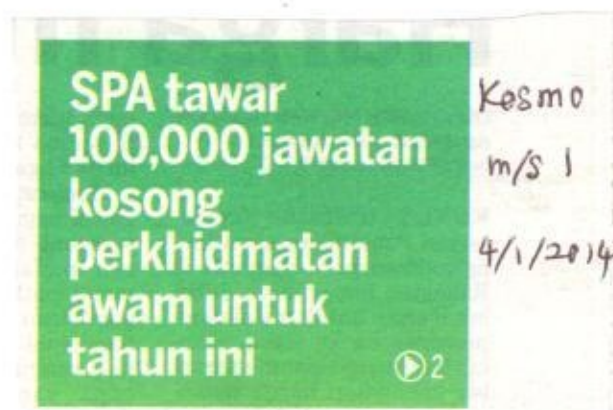 SPA tawar
100,000 jawatan
kosong
perkhidmatan
awam untuk
tahun ini
2
Kosmo
m/s 1
4/1/2014